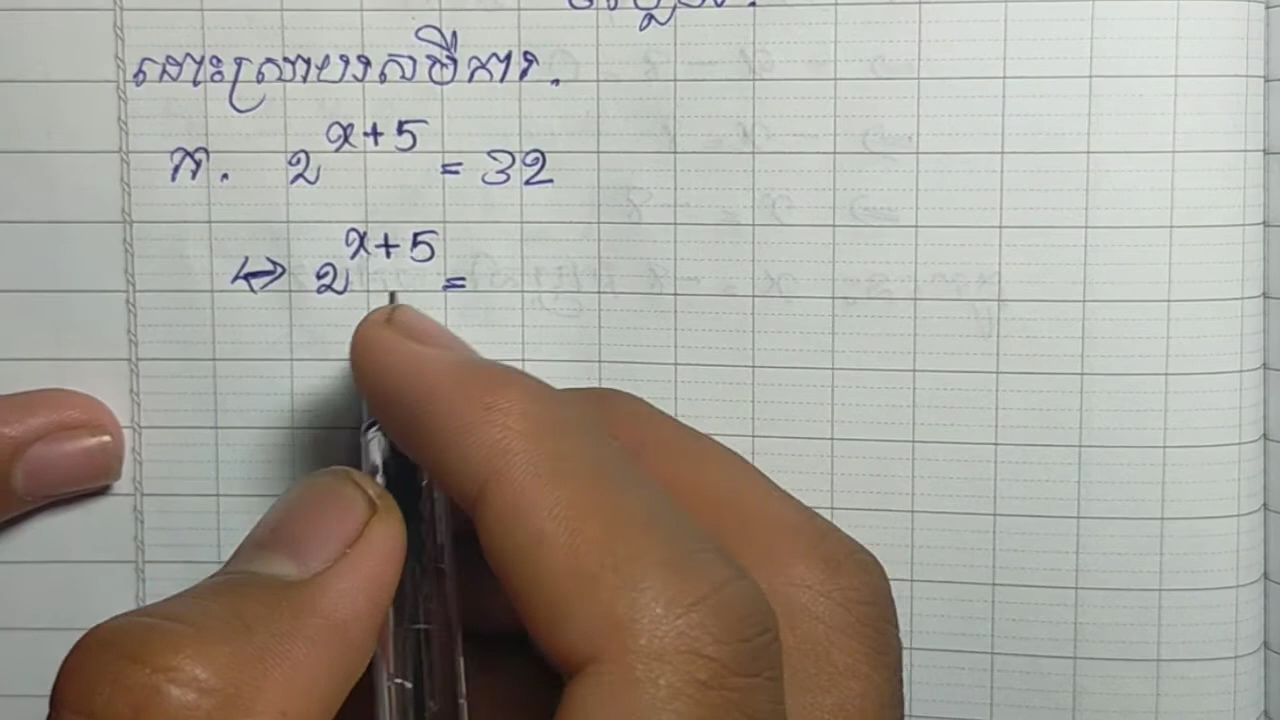 ដោះស្រាយសមីការ.
ក. 2^{x+5} = 32
⇔ 2^{x+5} =